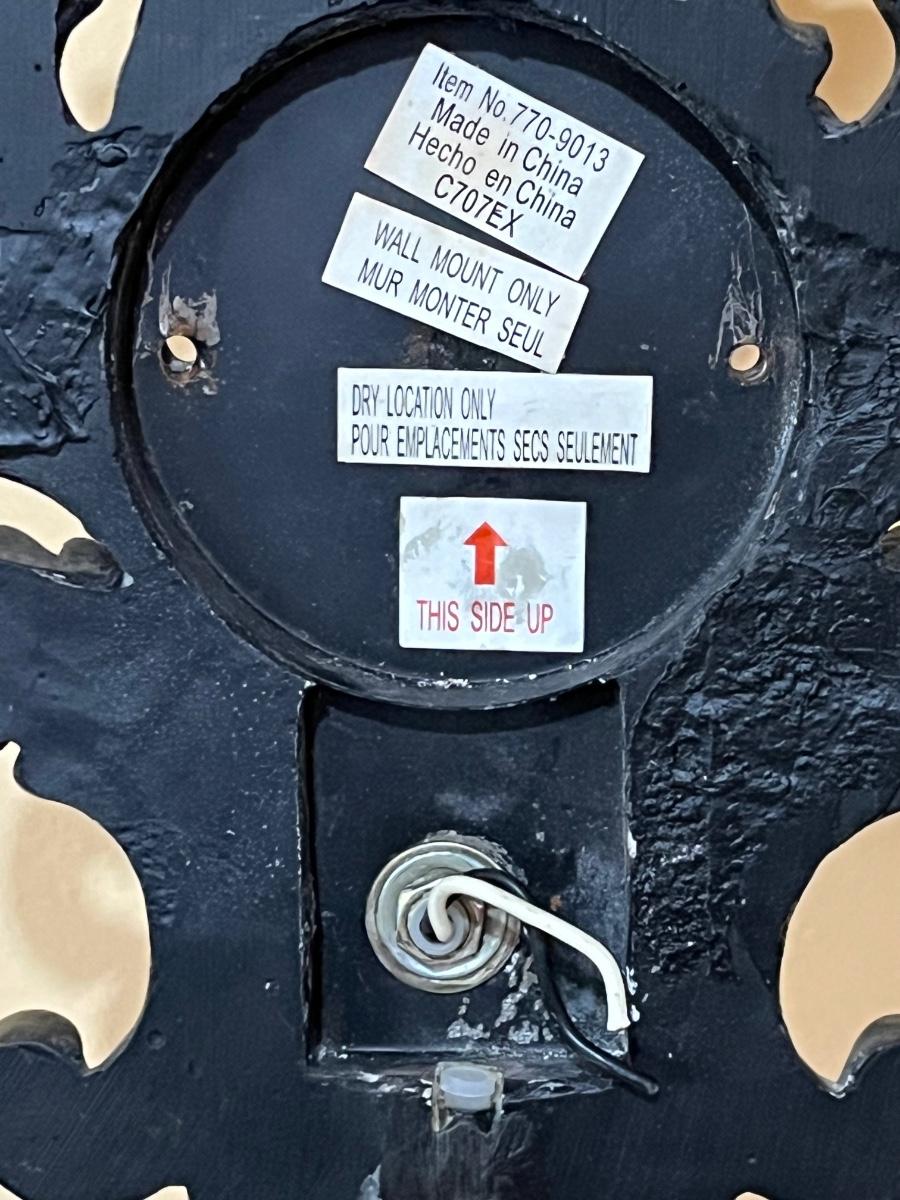 Item No.770-9013
Made in China
Hecho en China
C707EX
WALL MOUNT ONLY
MUR MONTER SEUL
DRY LOCATION ONLY
POUR EMPLACEMENTS SECS SEULEMENT
THIS SIDE UP